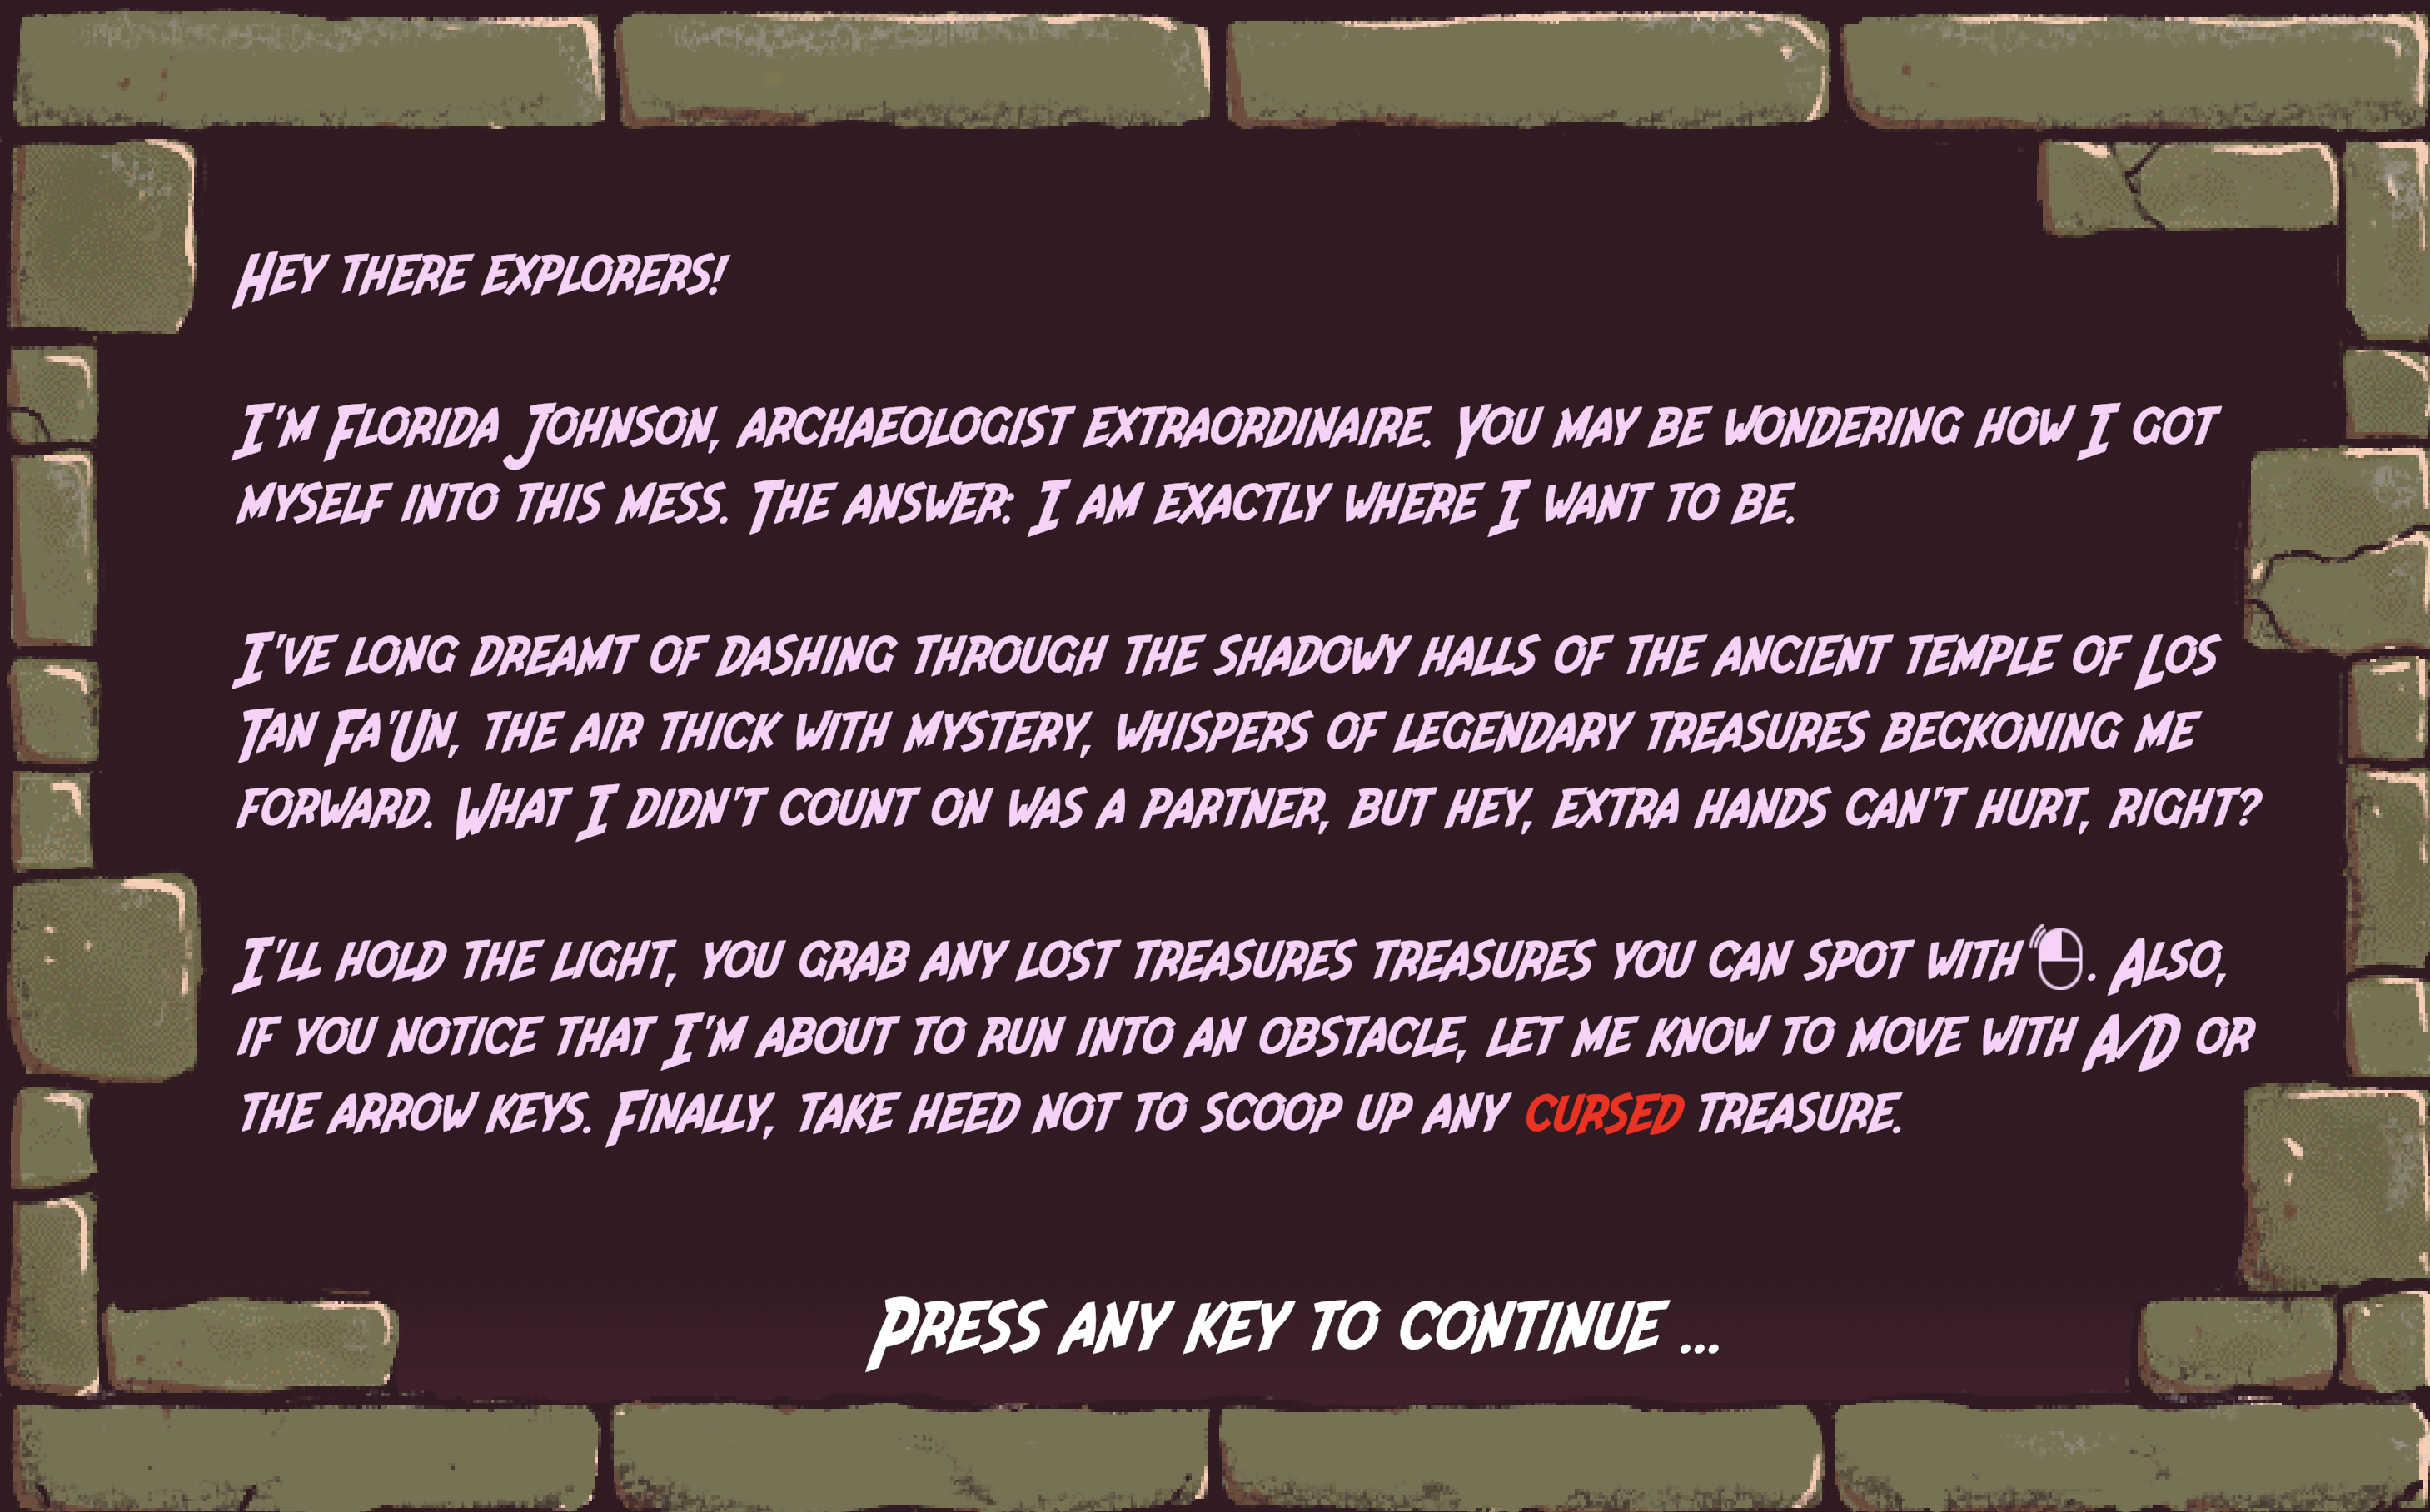 Hey there explorers!
I'm Florida Johnson, archaeologist extraordinaire. You may be wondering how I got
myself into this mess. The answer: I am exactly where I want to be.
I've long dreamt of dashing through the shadowy halls of the ancient temple of Los
Tan Fa'Un, the air thick with mystery, whispers of legendary treasures beckoning me
forward. What I didn't count on was a partner, but hey, extra hands can't hurt, right?
I'll hold the light, you grab any lost treasures treasures you can spot with . Also,
if you notice that I'm about to run into an obstacle, let me know to move with A/D or
the arrow keys. Finally, take heed not to scoop up any cursed treasure.
Press any key to continue ...